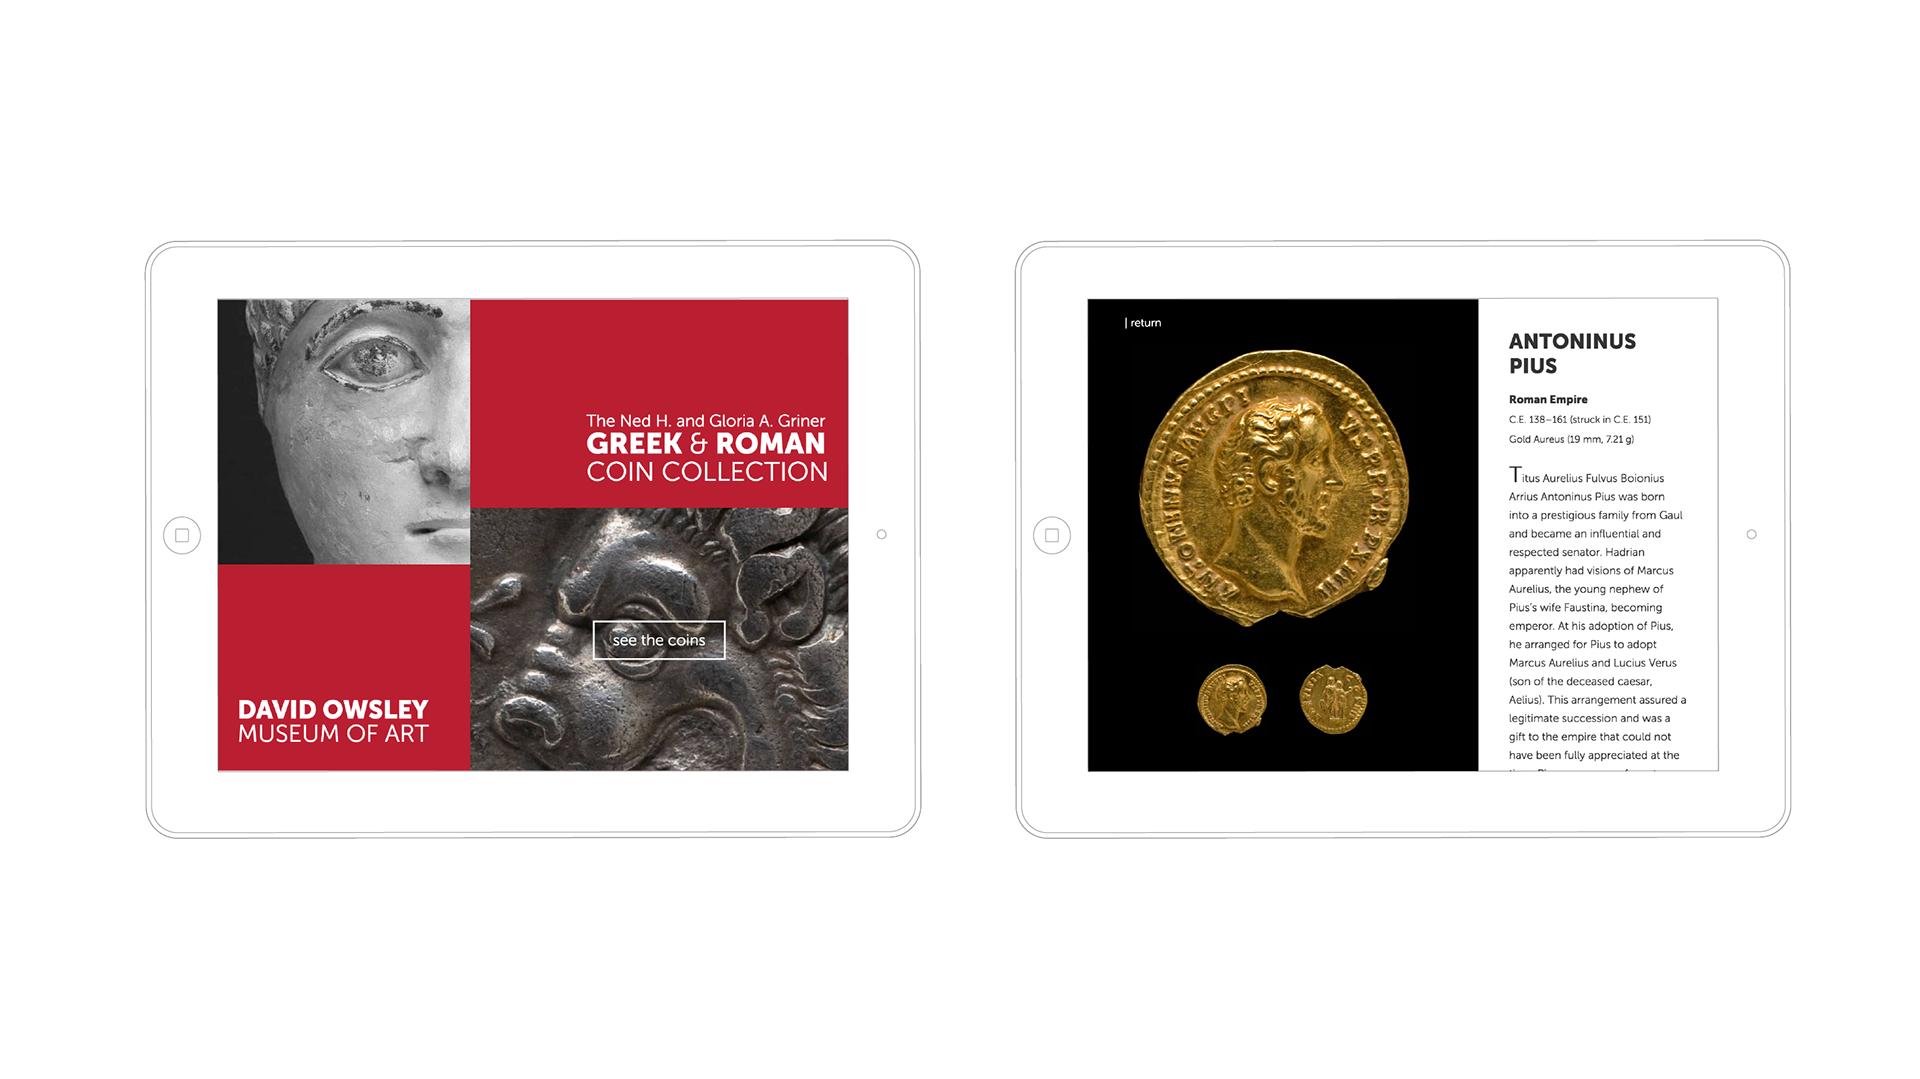 The Ned H. and Gloria A. Griner
GREEK & ROMAN
COIN COLLECTION
see the coins
DAVID OWSLEY
MUSEUM OF ART
| return
ANTONINUS
PIUS
Roman Empire
C.E. 138–161 (struck in C.E. 151)
Gold Aureus (19 mm, 7.21 g)
Titus Aurelius Fulvus Boionius
Arrius Antoninus Pius was born
into a prestigious family from Gaul
and became an influential and
respected senator. Hadrian
apparently had visions of Marcus
Aurelius, the young nephew of
Pius's wife Faustina, becoming
emperor. At his adoption of Pius,
he arranged for Pius to adopt
Marcus Aurelius and Lucius Verus
(son of the deceased caesar,
Aelius). This arrangement assured a
legitimate succession and was a
gift to the empire that could not
have been fully appreciated at the